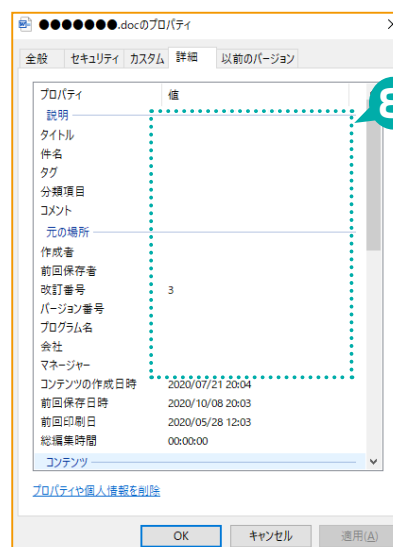 ●●●●●●●.docのプロパティ
全般 セキュリティ カスタム 詳細 以前のバージョン
プロパティ 値
説明
タイトル
件名
タグ
分類項目
コメント
元の場所
作成者
前回保存者
改訂番号 3
バージョン番号
プログラム名
会社
マネージャー
コンテンツの作成日時 2020/07/21 20:04
前回保存日時 2020/10/08 20:03
前回印刷日 2020/05/28 12:03
総編集時間 00:00:00
コンテンツ
プロパティや個人情報を削除
OK キャンセル 適用(A)